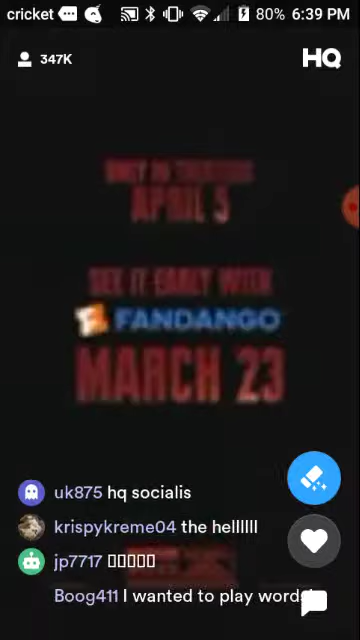 cricket 80% 6:39 PM
347K HQ
ONLY IN THEATERS
APRIL 5
SEE IT EARLY WITH
FANDANGO
MARCH 23
uk875 hq socialis
krispykreme04 the hellllll
jp7717
Boog411 I wanted to play words